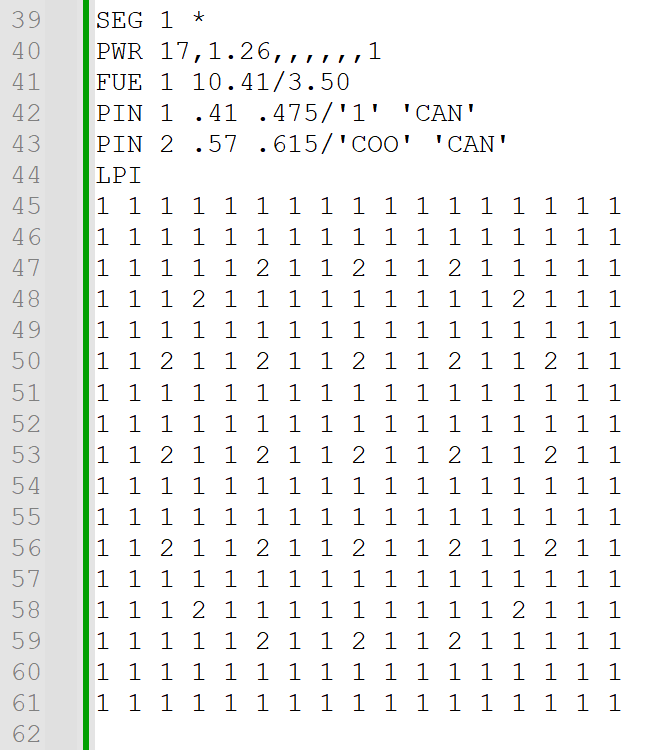 39 SEG 1 *
40 PWR 17,1.26,,,,,,1
41 FUE 1 10.41/3.50
42 PIN 1 .41 .475/'1' 'CAN'
43 PIN 2 .57 .615/'COO' 'CAN'
44 LPI
45 1 1 1 1 1 1 1 1 1 1 1 1 1 1 1 1 1
46 1 1 1 1 1 1 1 1 1 1 1 1 1 1 1 1 1
47 1 1 1 1 1 2 1 1 2 1 1 2 1 1 1 1 1
48 1 1 1 2 1 1 1 1 1 1 1 1 1 2 1 1 1
49 1 1 1 1 1 1 1 1 1 1 1 1 1 1 1 1 1
50 1 1 2 1 1 2 1 1 2 1 1 2 1 1 2 1 1
51 1 1 1 1 1 1 1 1 1 1 1 1 1 1 1 1 1
52 1 1 1 1 1 1 1 1 1 1 1 1 1 1 1 1 1
53 1 1 2 1 1 2 1 1 2 1 1 2 1 1 2 1 1
54 1 1 1 1 1 1 1 1 1 1 1 1 1 1 1 1 1
55 1 1 1 1 1 1 1 1 1 1 1 1 1 1 1 1 1
56 1 1 2 1 1 2 1 1 2 1 1 2 1 1 2 1 1
57 1 1 1 1 1 1 1 1 1 1 1 1 1 1 1 1 1
58 1 1 1 2 1 1 1 1 1 1 1 1 1 2 1 1 1
59 1 1 1 1 1 2 1 1 2 1 1 2 1 1 1 1 1
60 1 1 1 1 1 1 1 1 1 1 1 1 1 1 1 1 1
61 1 1 1 1 1 1 1 1 1 1 1 1 1 1 1 1 1
62